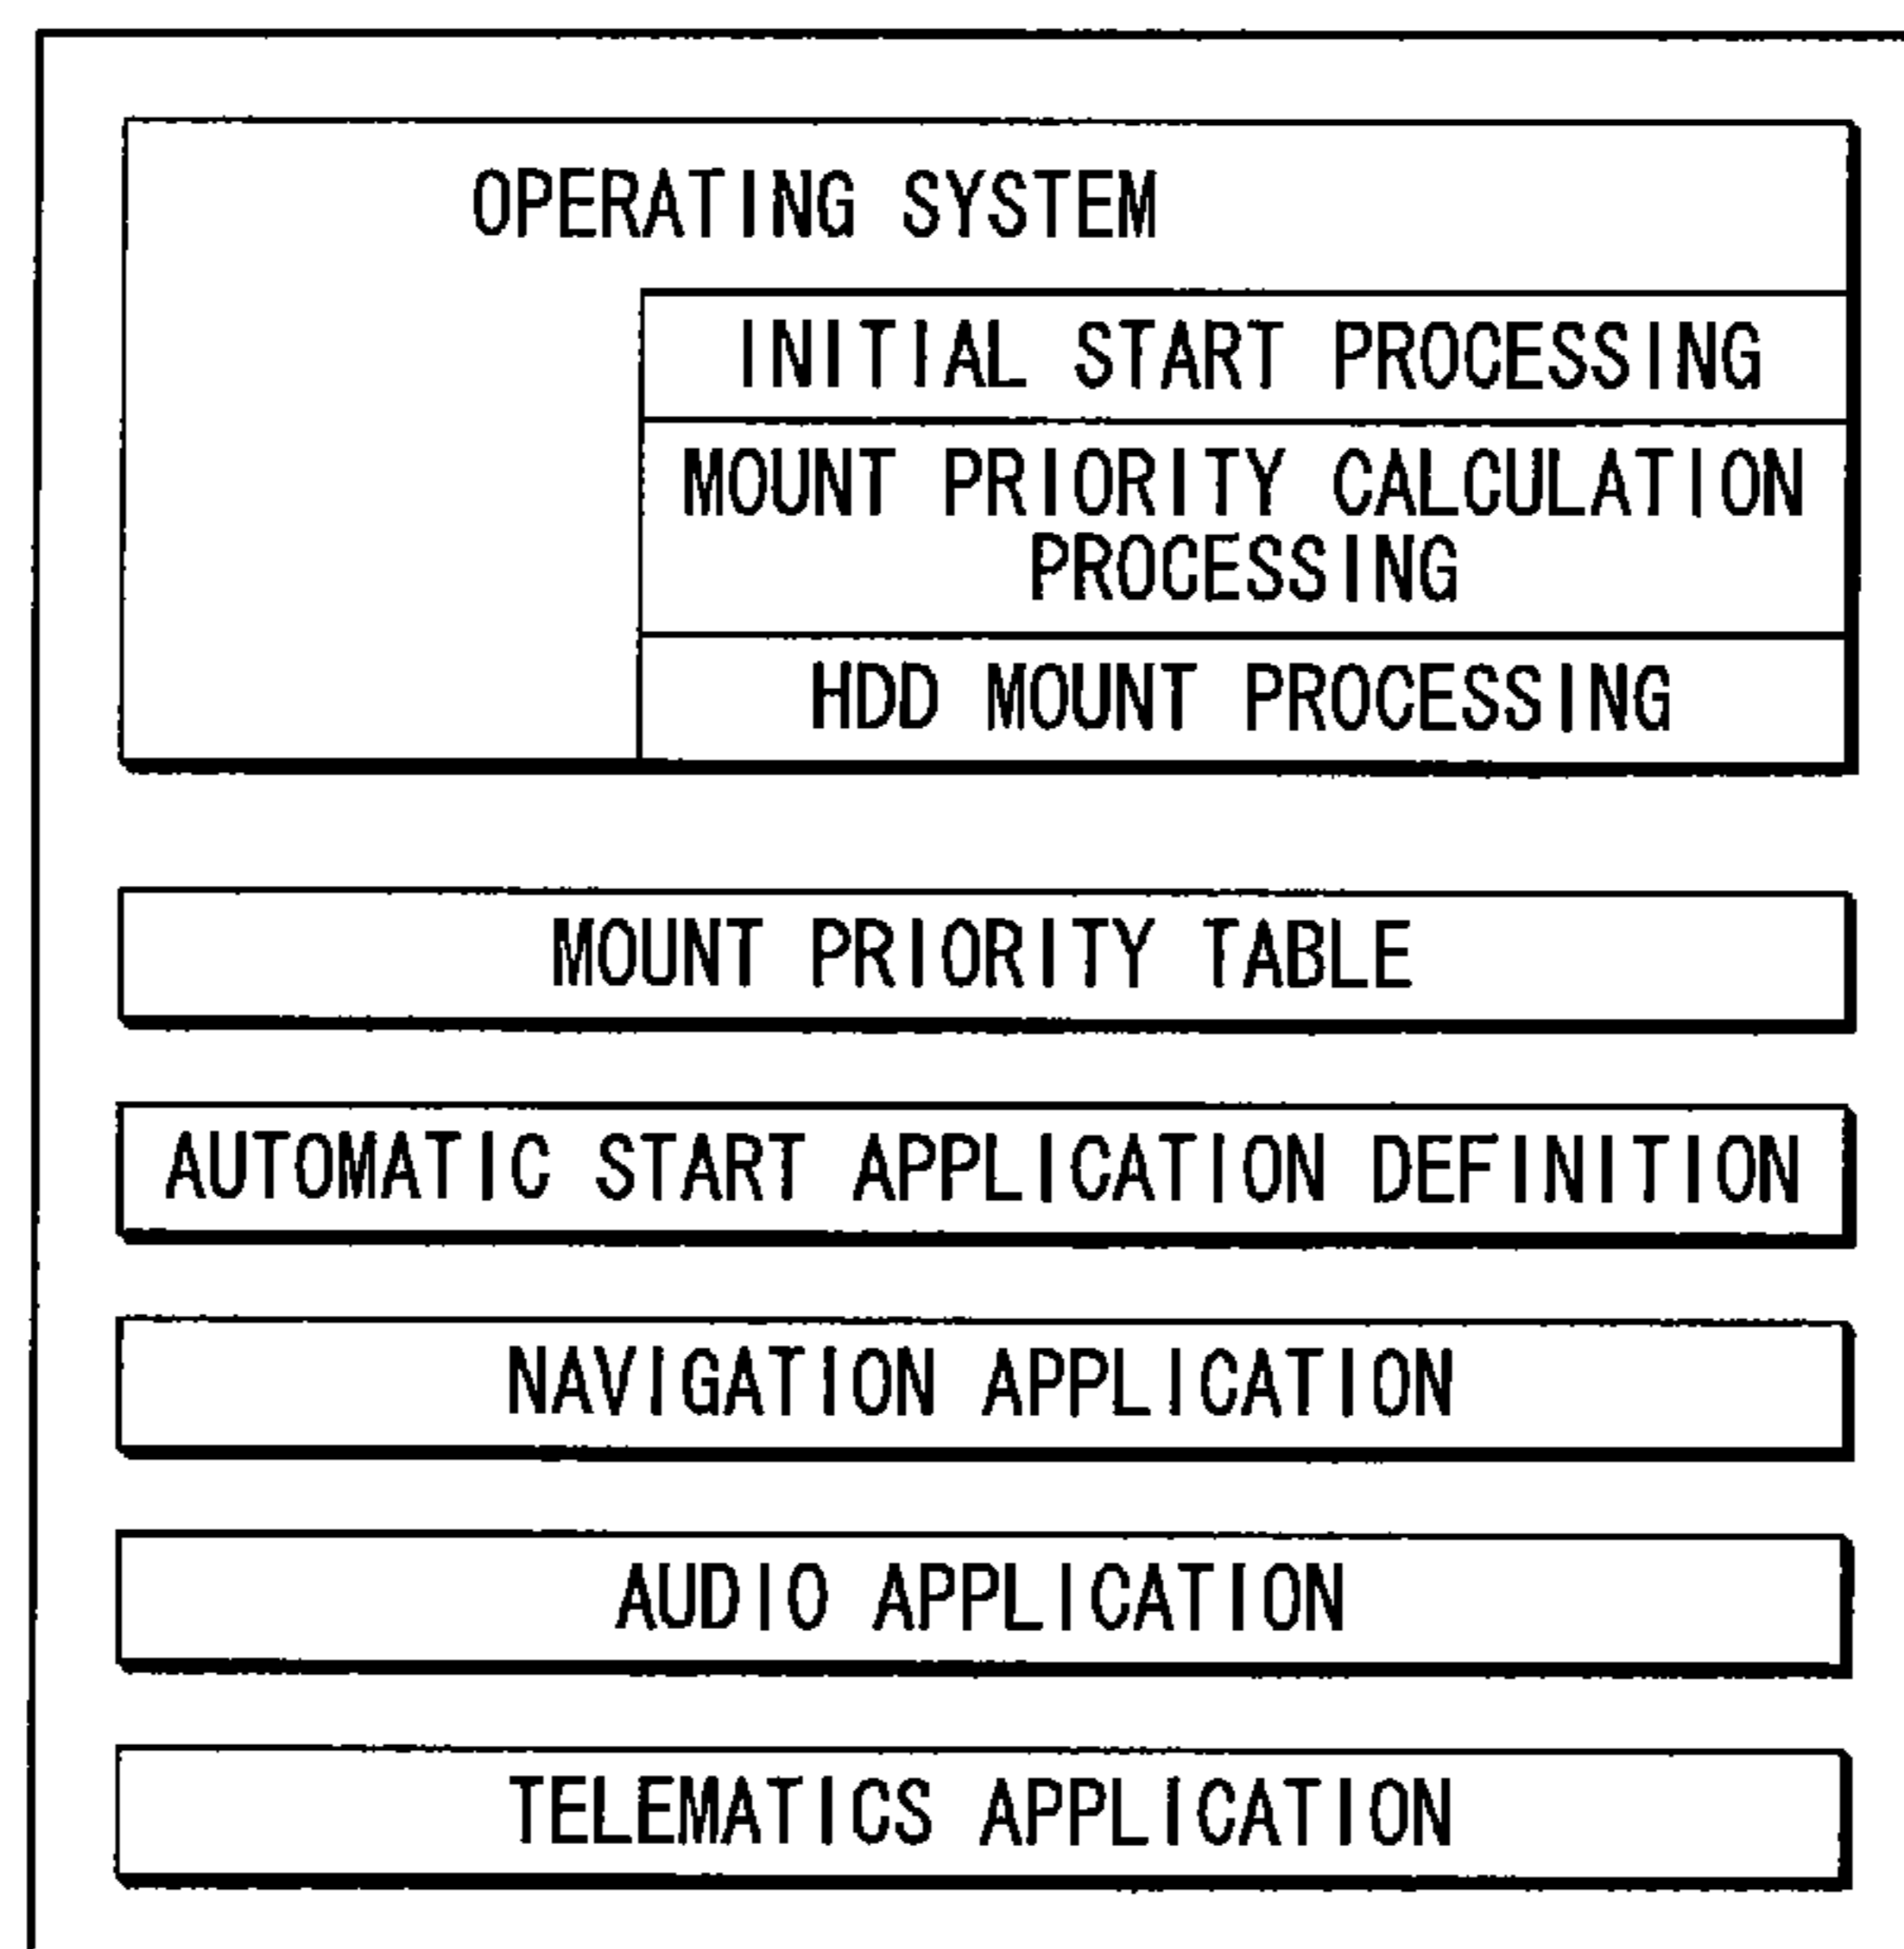 OPERATING SYSTEM
INITIAL START PROCESSING
MOUNT PRIORITY CALCULATION
PROCESSING
HDD MOUNT PROCESSING
MOUNT PRIORITY TABLE
AUTOMATIC START APPLICATION DEFINITION
NAVIGATION APPLICATION
AUDIO APPLICATION
TELEMATICS APPLICATION